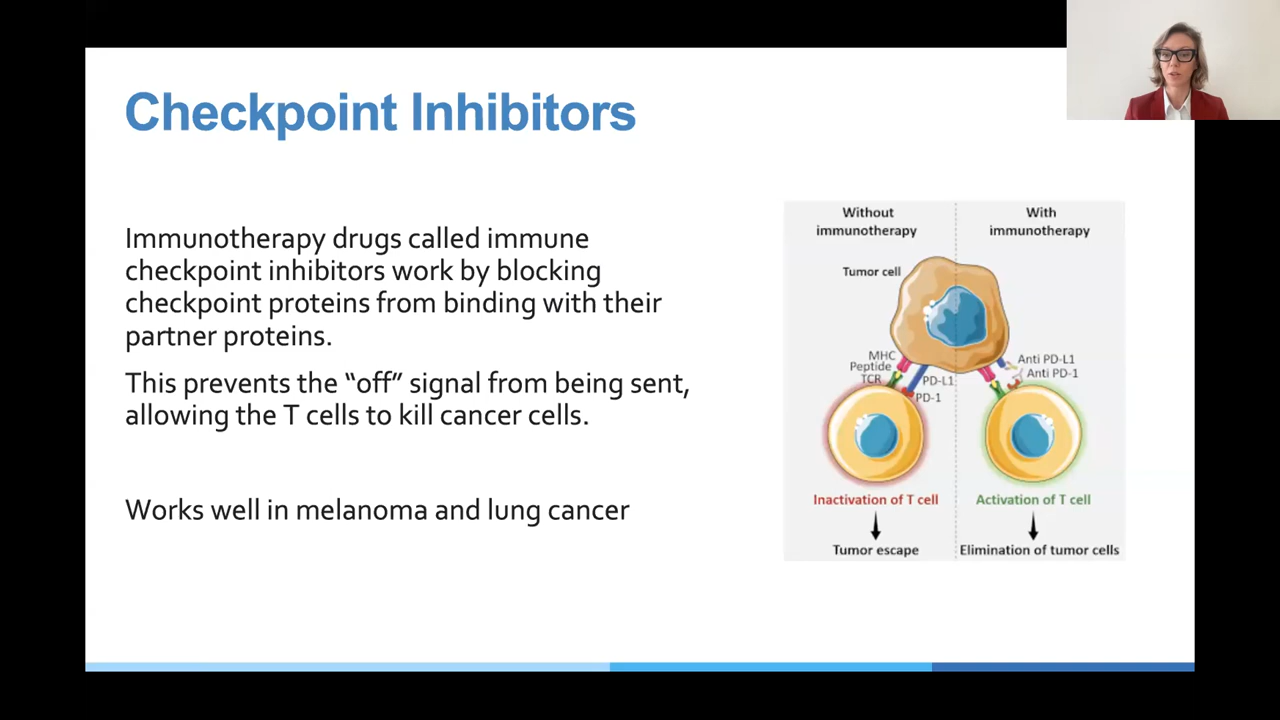 Checkpoint Inhibitors
Immunotherapy drugs called immune
checkpoint inhibitors work by blocking
checkpoint proteins from binding with their
partner proteins.
This prevents the “off” signal from being sent,
allowing the T cells to kill cancer cells.
Works well in melanoma and lung cancer
Without
immunotherapy
With
immunotherapy
Tumor cell
MHC
Peptide
TCR
PD-L1
PD-1
Anti PD-L1
Anti PD-1
Inactivation of T cell
Activation of T cell
Tumor escape
Elimination of tumor cells